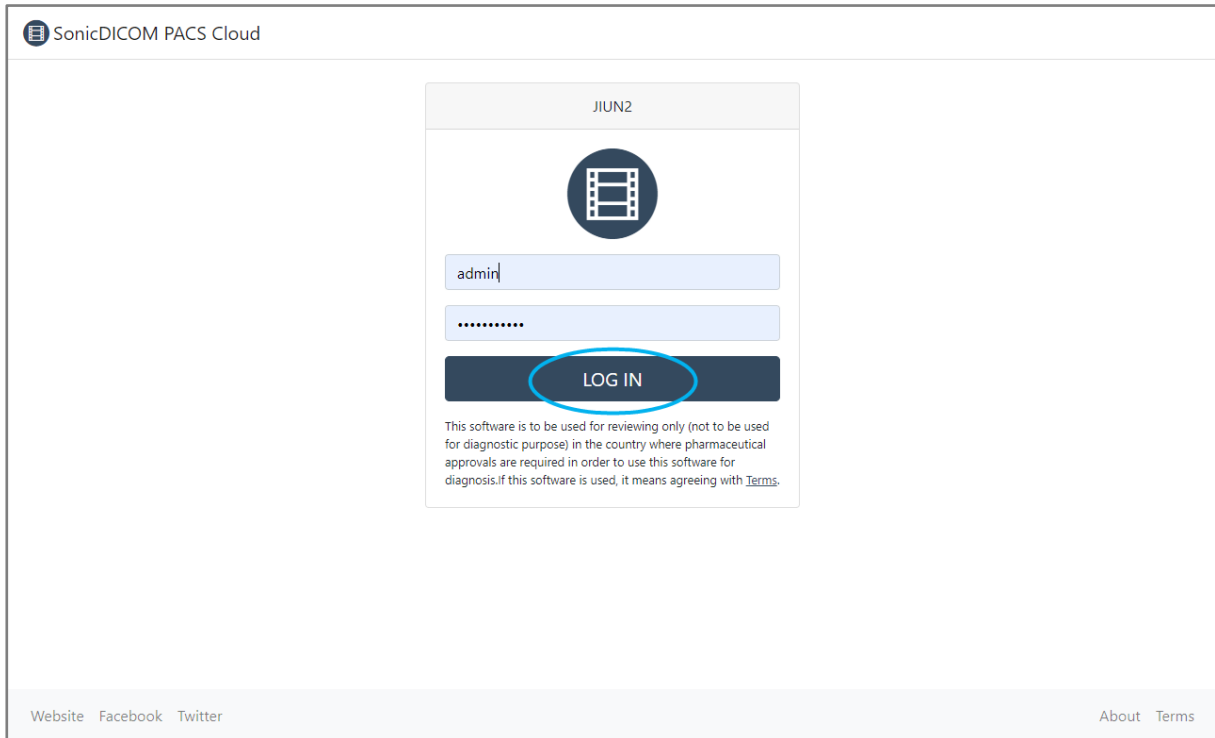 SonicDICOM PACS Cloud
JIUN2
admin
•••••••••••
LOG IN
This software is to be used for reviewing only (not to be used
for diagnostic purpose) in the country where pharmaceutical
approvals are required in order to use this software for
diagnosis.If this software is used, it means agreeing with Terms.
Website Facebook Twitter About Terms